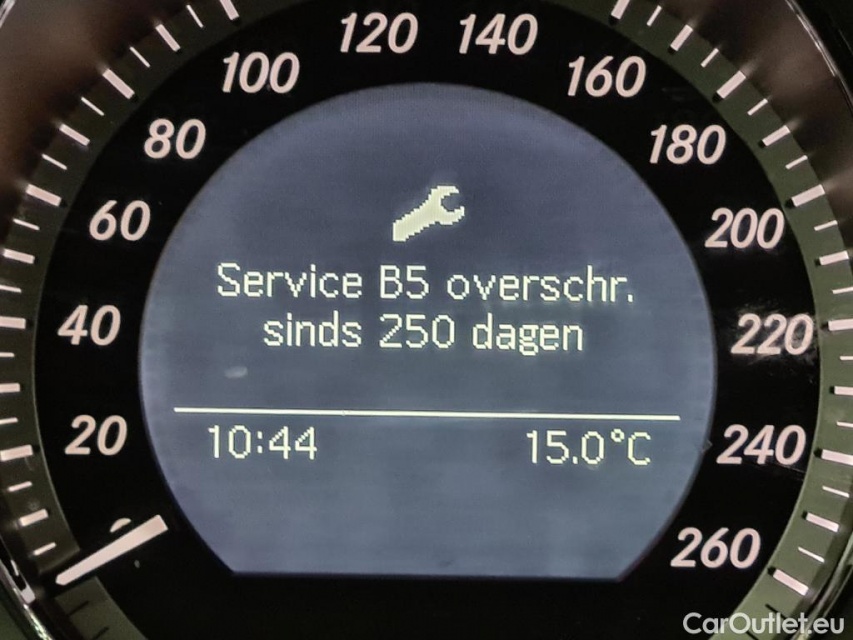 120 140
100 160
80 180
60 200
40 220
20 240
260
Service B5 overschr.
sinds 250 dagen
10:44 15.0°C
CarOutlet.eu